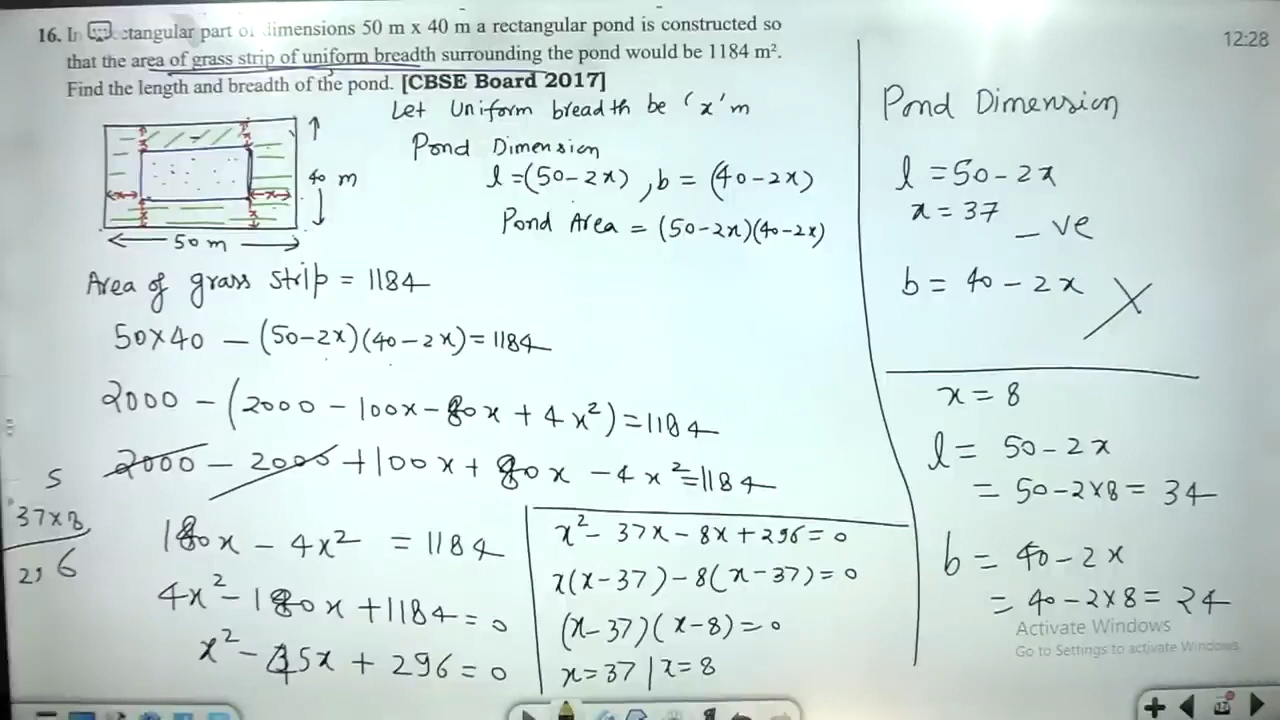 16. In ctangular part of dimensions 50 m x 40 m a rectangular pond is constructed so
that the area of grass strip of uniform breadth surrounding the pond would be 1184 m².
Find the length and breadth of the pond. [CBSE Board 2017]
Let Uniform breadth be 'x' m
Pond Dimension
l = (50-2x), b = (40-2x)
Pond Area = (50-2x)(40-2x)
x
x
x
x
x
x
40 m
50 m
Area of grass strip = 1184
50x40 - (50-2x)(40-2x) = 1184
2000 - (2000 - 100x - 80x + 4x²) = 1184
2000 - 2000 + 100x + 80x - 4x² = 1184
180x - 4x² = 1184
4x² - 180x + 1184 = 0
x² - 45x + 296 = 0
5
37x8
296
x² - 37x - 8x + 296 = 0
x(x-37) - 8(x-37) = 0
(x-37)(x-8) = 0
x = 37 | x = 8
12:28
Pond Dimension
l = 50 - 2x
x = 37
- ve
b = 40 - 2x
x = 8
l = 50 - 2x
= 50 - 2x8 = 34
b = 40 - 2x
= 40 - 2x8 = 24
Activate Windows
Go to Settings to activate Windows.